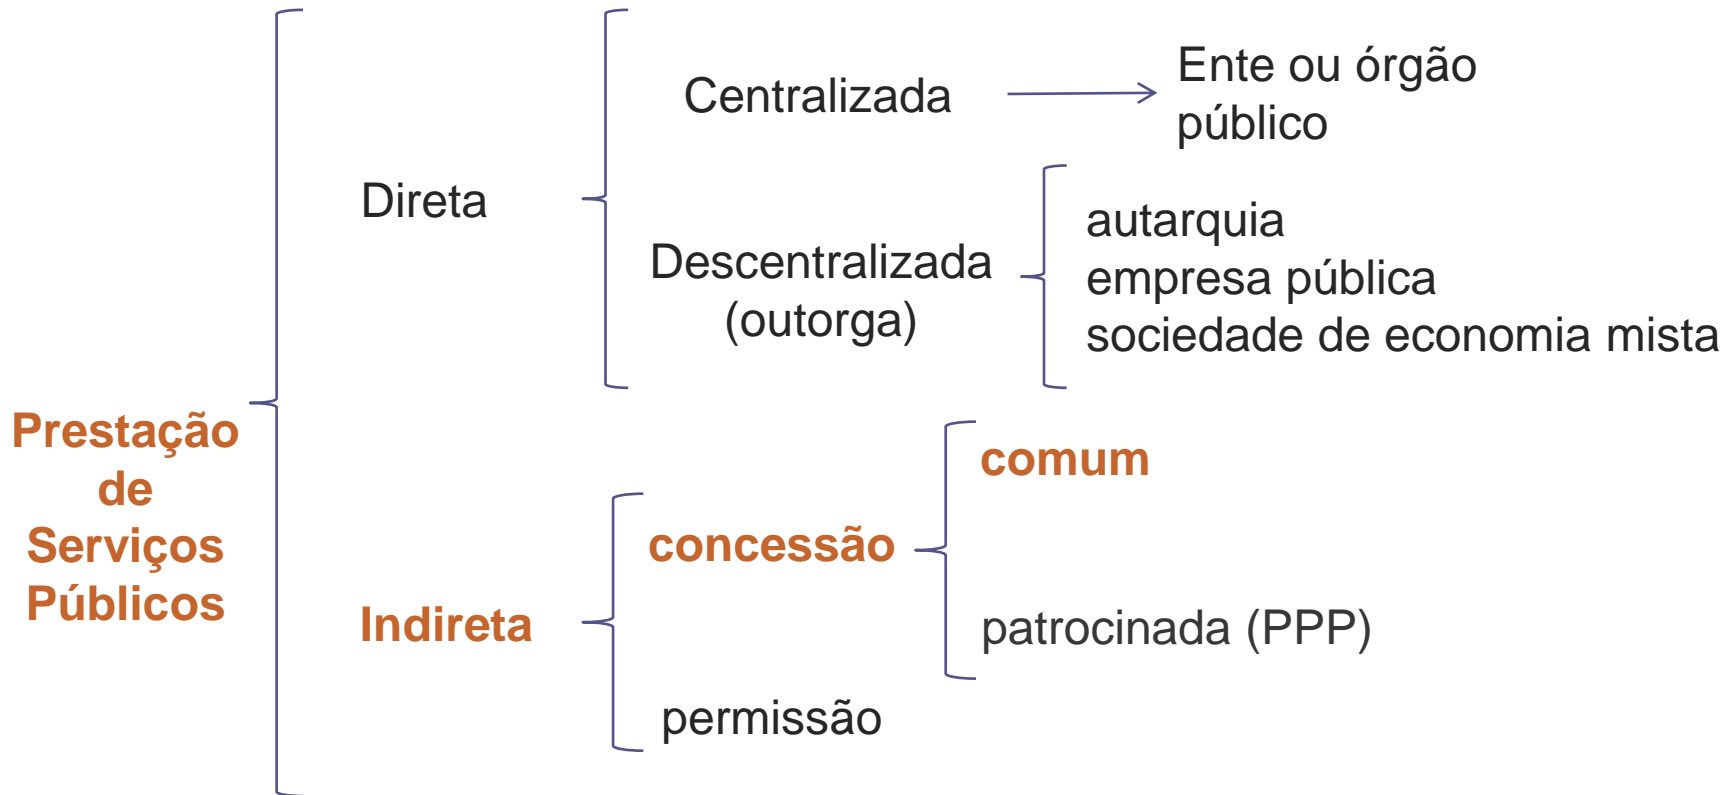 Prestação
de
Serviços
Públicos
Direta
Centralizada
Ente ou órgão
público
Descentralizada
(outorga)
autarquia
empresa pública
sociedade de economia mista
Indireta
concessão
comum
patrocinada (PPP)
permissão